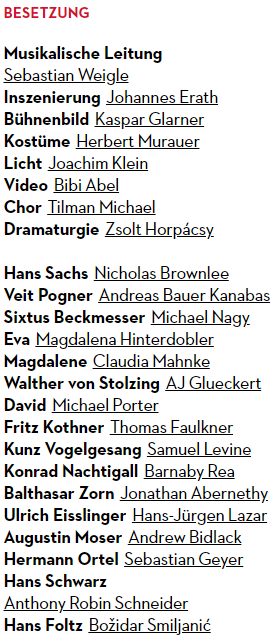 BESETZUNG
Musikalische Leitung
Sebastian Weigle
Inszenierung Johannes Erath
Bühnenbild Kaspar Glarner
Kostüme Herbert Murauer
Licht Joachim Klein
Video Bibi Abel
Chor Tilman Michael
Dramaturgie Zsolt Horpácsy
Hans Sachs Nicholas Brownlee
Veit Pogner Andreas Bauer Kanabas
Sixtus Beckmesser Michael Nagy
Eva Magdalena Hinterdobler
Magdalene Claudia Mahnke
Walther von Stolzing AJ Glueckert
David Michael Porter
Fritz Kothner Thomas Faulkner
Kunz Vogelgesang Samuel Levine
Konrad Nachtigall Barnaby Rea
Balthasar Zorn Jonathan Abernethy
Ulrich Eisslinger Hans-Jürgen Lazar
Augustin Moser Andrew Bidlack
Hermann Ortel Sebastian Geyer
Hans Schwarz
Anthony Robin Schneider
Hans Foltz Božidar Smiljanić